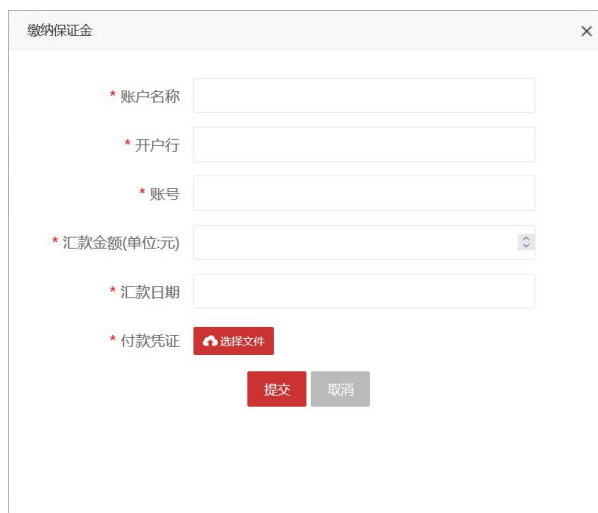 缴纳保证金
* 账户名称
* 开户行
* 账号
* 汇款金额(单位:元)
* 汇款日期
* 付款凭证 选择文件
提交 取消